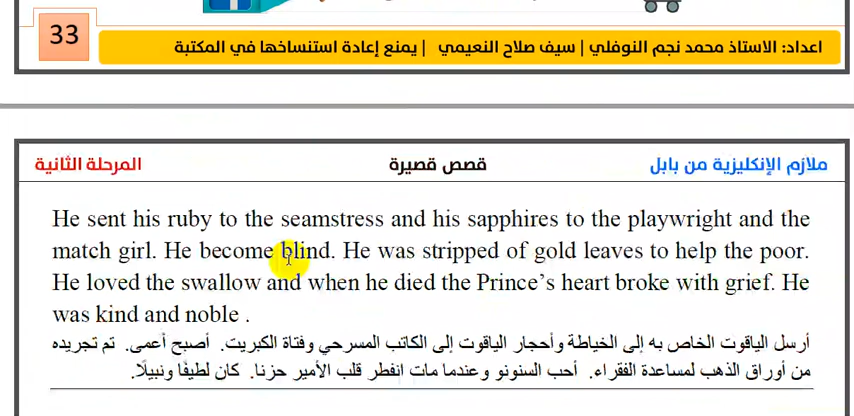 33
اعداد: الاستاذ محمد نجم النوفلي | سيف صلاح النعيمي | يمنع إعادة استنساخها في المكتبة
ملازم الإنكليزية من بابل قصص قصيرة المرحلة الثانية
He sent his ruby to the seamstress and his sapphires to the playwright and the
match girl. He become blind. He was stripped of gold leaves to help the poor.
He loved the swallow and when he died the Prince's heart broke with grief. He
was kind and noble .
أرسل الياقوت الخاص به إلى الخياطة وأحجار الياقوت إلى الكاتب المسرحي وفتاة الكبريت. أصبح أعمى. تم تجريده
من أوراق الذهب لمساعدة الفقراء. أحب السنونو وعندما مات انفطر قلب الأمير حزنا. كان لطيفًا ونبيلًا.